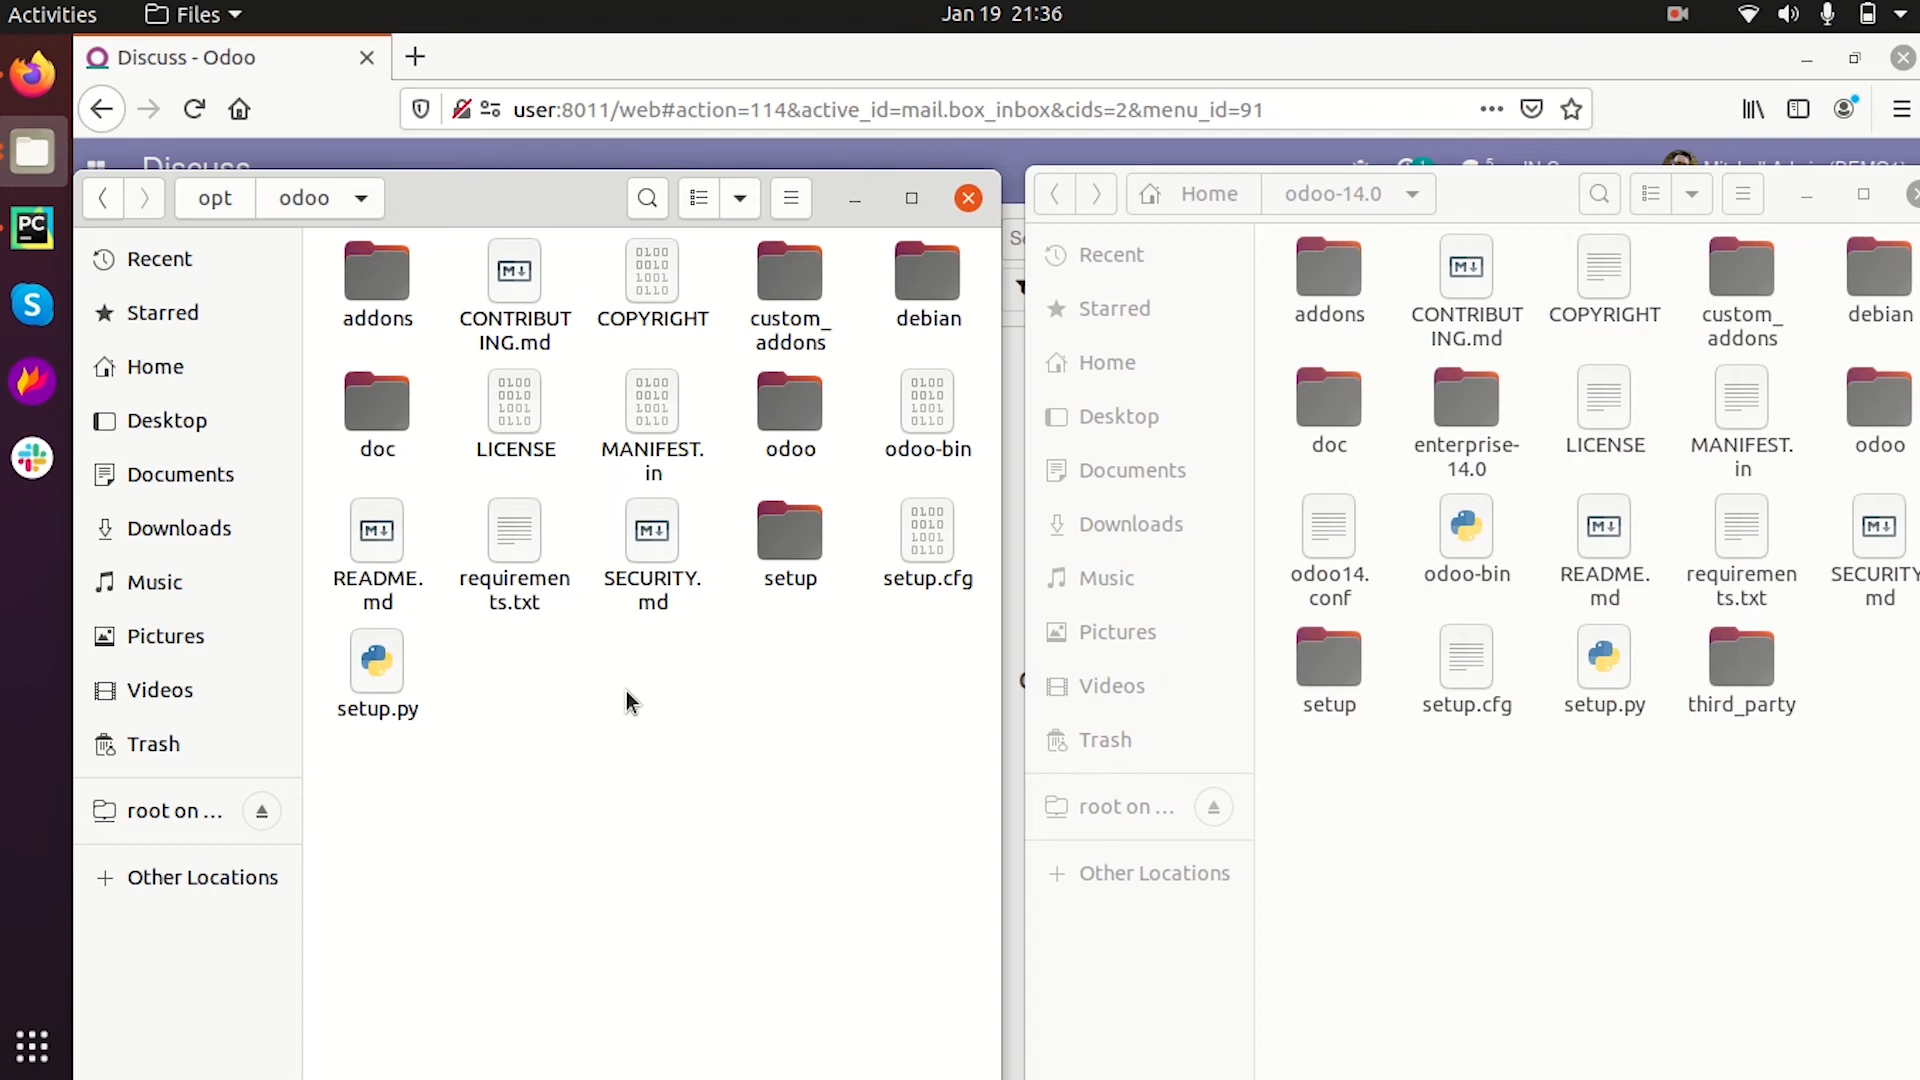 Activities Files Jan 19 21:36
Discuss - Odoo
user:8011/web#action=114&active_id=mail.box_inbox&cids=2&menu_id=91
Discuss
opt odoo
Recent
Starred
Home
Desktop
Documents
Downloads
Music
Pictures
Videos
Trash
root on ...
Other Locations
addons CONTRIBUT COPYRIGHT custom_ debian
ING.md addons
doc LICENSE MANIFEST. odoo odoo-bin
in
README. requiremen SECURITY. setup setup.cfg
md ts.txt md
setup.py
Home odoo-14.0
Recent
Starred
Home
Desktop
Documents
Downloads
Music
Pictures
Videos
Trash
root on ...
Other Locations
addons CONTRIBUT COPYRIGHT custom_ debian
ING.md addons
doc enterprise- LICENSE MANIFEST. odoo
14.0 in
odoo14. odoo-bin README. requiremen SECURITY
conf md ts.txt md
setup setup.cfg setup.py third_party